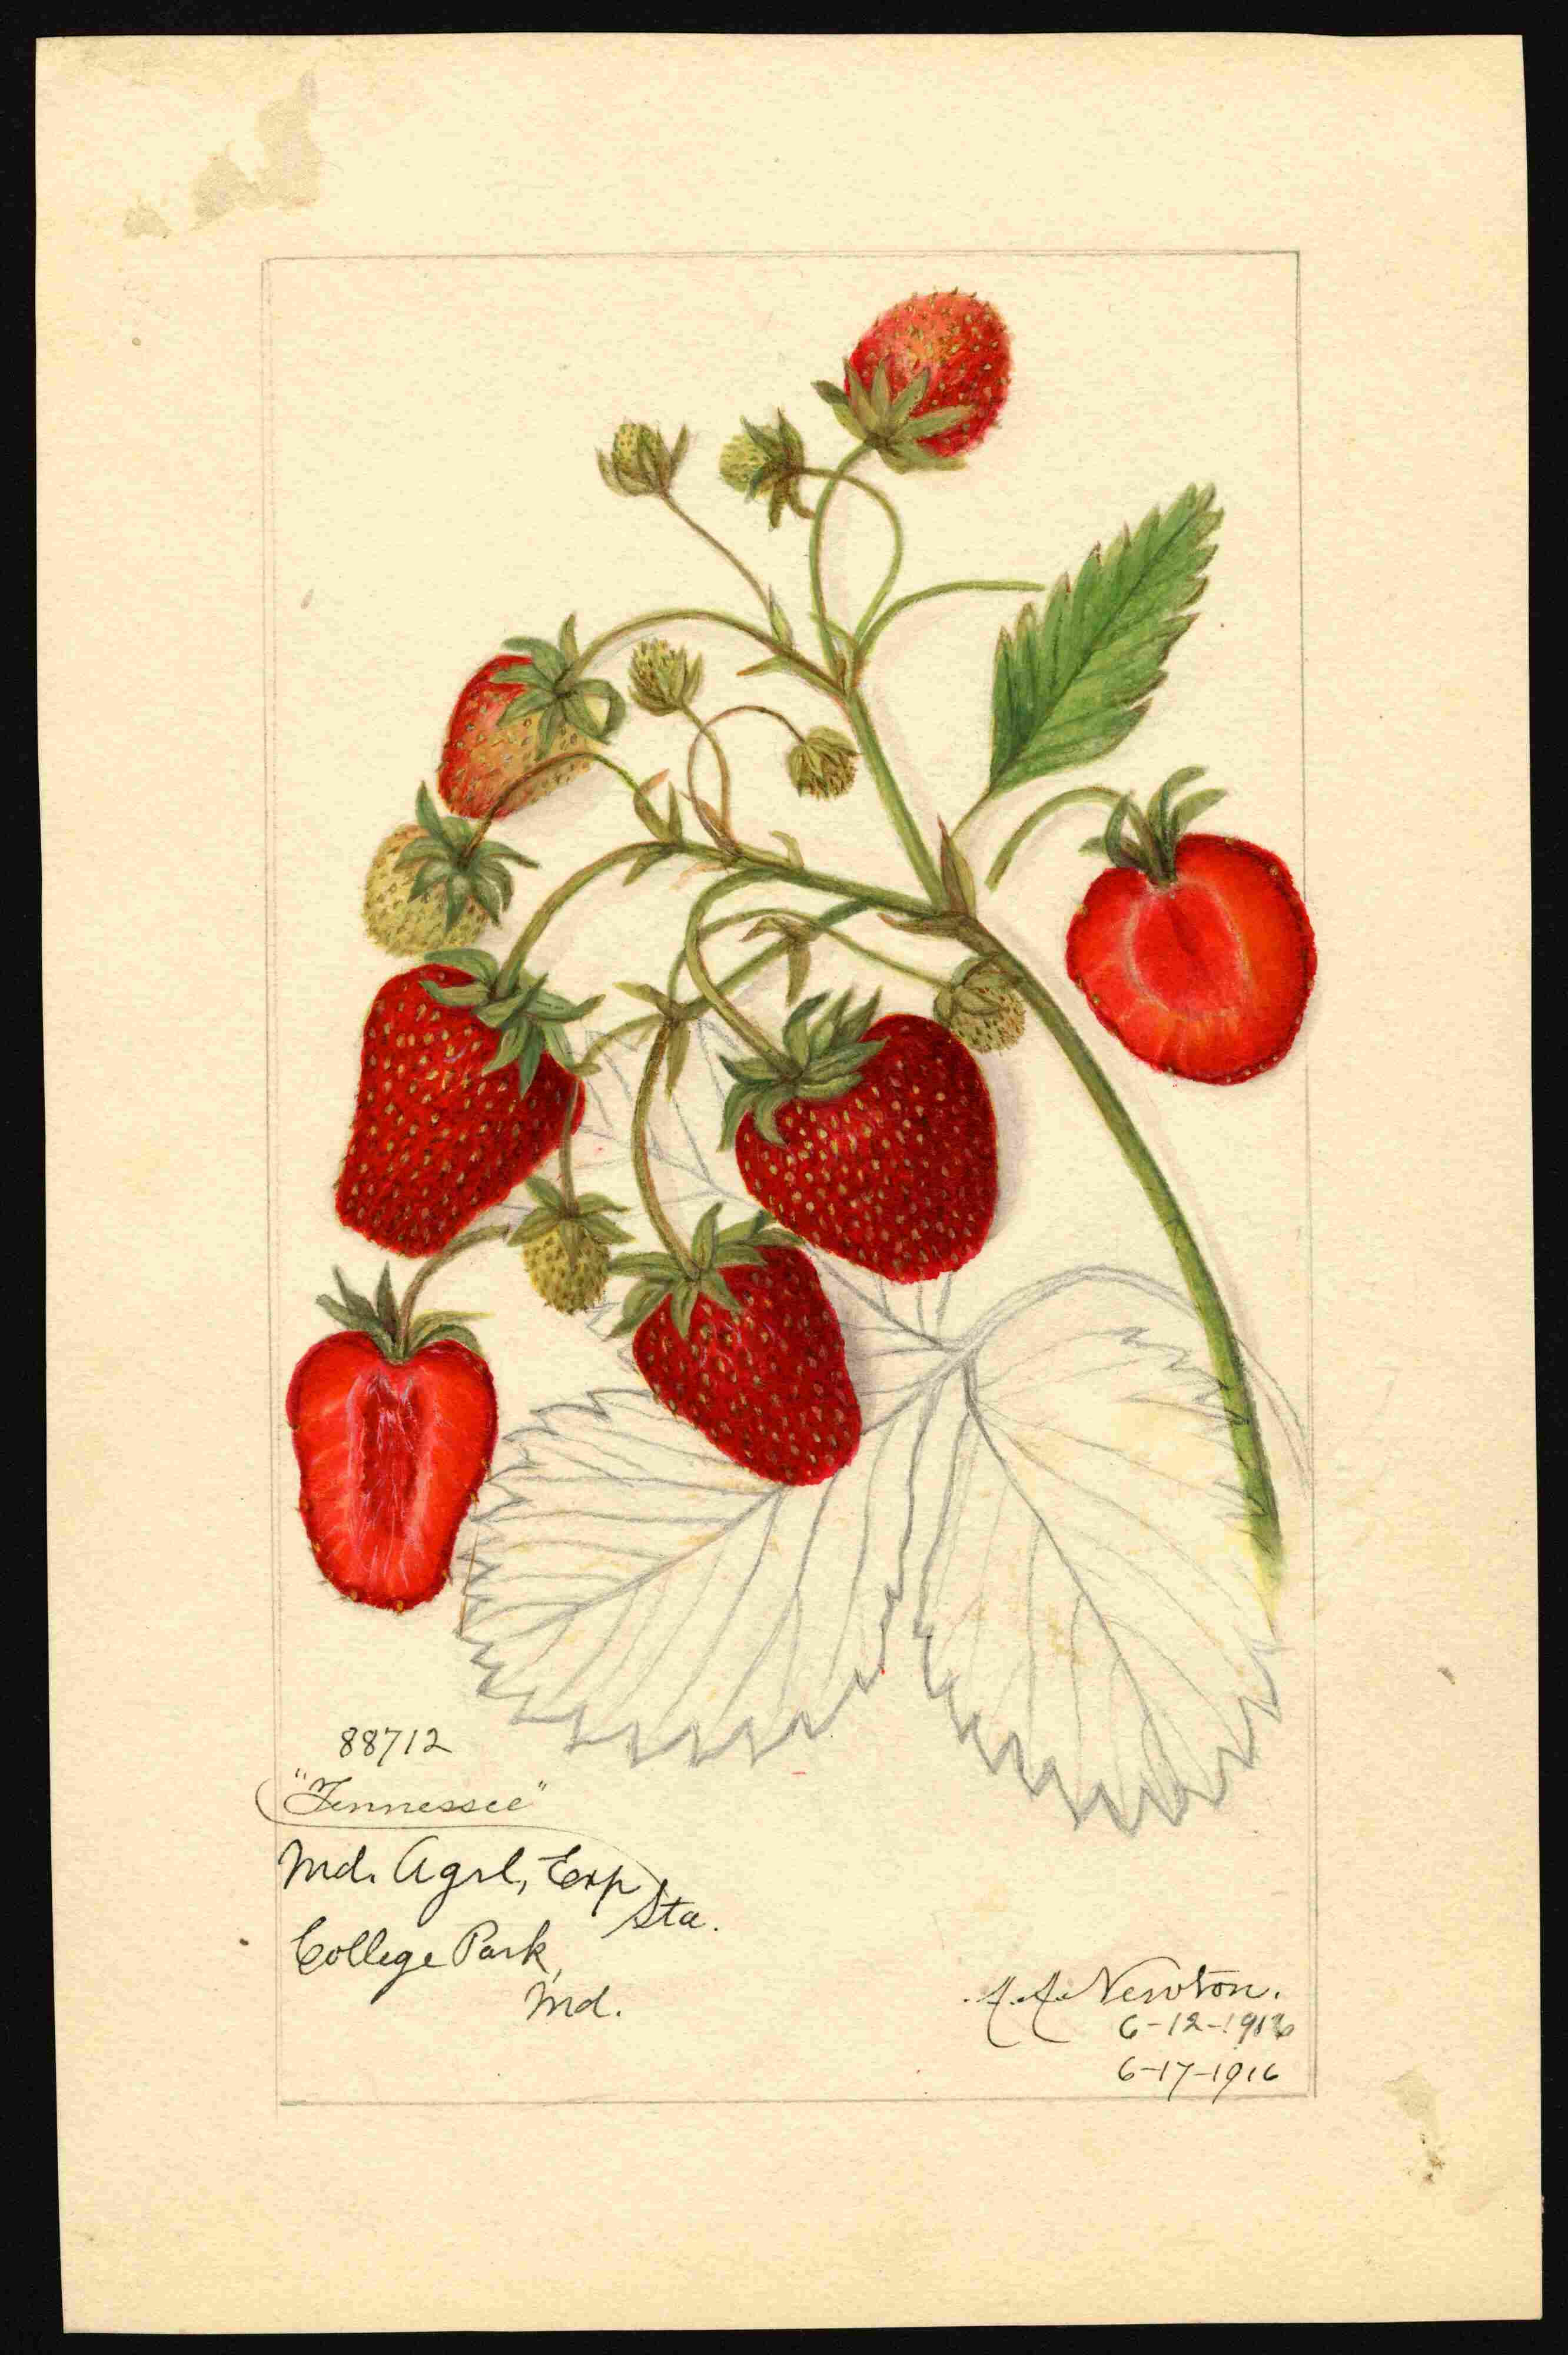 88712
"Tennessee"
Md. Agrl, Exp Sta.
College Park,
Md.
A.A. Newton.
6-12-1916
6-17-1916